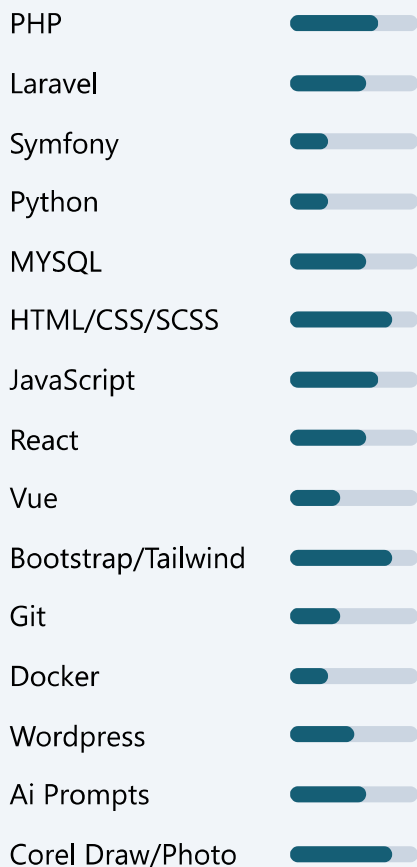 PHP
Laravel
Symfony
Python
MYSQL
HTML/CSS/SCSS
JavaScript
React
Vue
Bootstrap/Tailwind
Git
Docker
Wordpress
Ai Prompts
Corel Draw/Photo